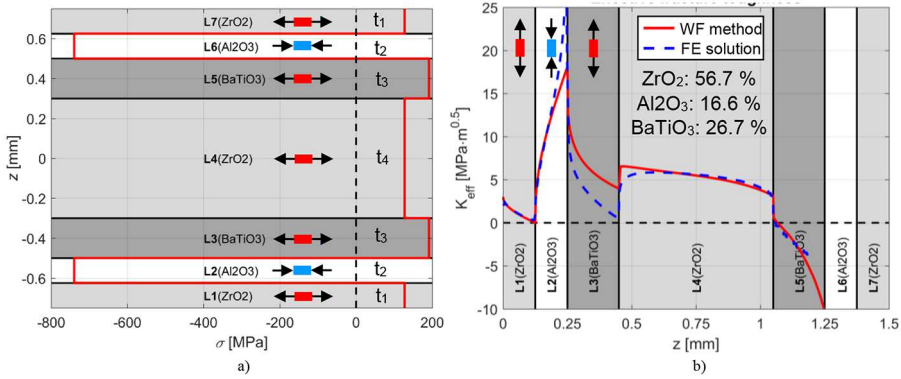 L7(ZrO2) t1
0.6 L6(Al2O3) t2
0.4 L5(BaTiO3) t3
0.2
0 L4(ZrO2) t4
-0.2
-0.4 L3(BaTiO3) t3
-0.6 L2(Al2O3) t2
L1(ZrO2) t1
z [mm]
-800 -600 -400 -200 0 200
σ [MPa]
a)
25
20
15
10
5
0
-5
-10
K_eff [MPa·m^0.5]
WF method
FE solution
ZrO₂: 56.7 %
Al2O3: 16.6 %
BaTiO3: 26.7 %
L1(ZrO2)
L2(Al2O3)
L3(BaTiO3)
L4(ZrO2)
L5(BaTiO3)
L6(Al2O3)
L7(ZrO2)
0 0.25 0.5 0.75 1 1.25 1.5
z [mm]
b)